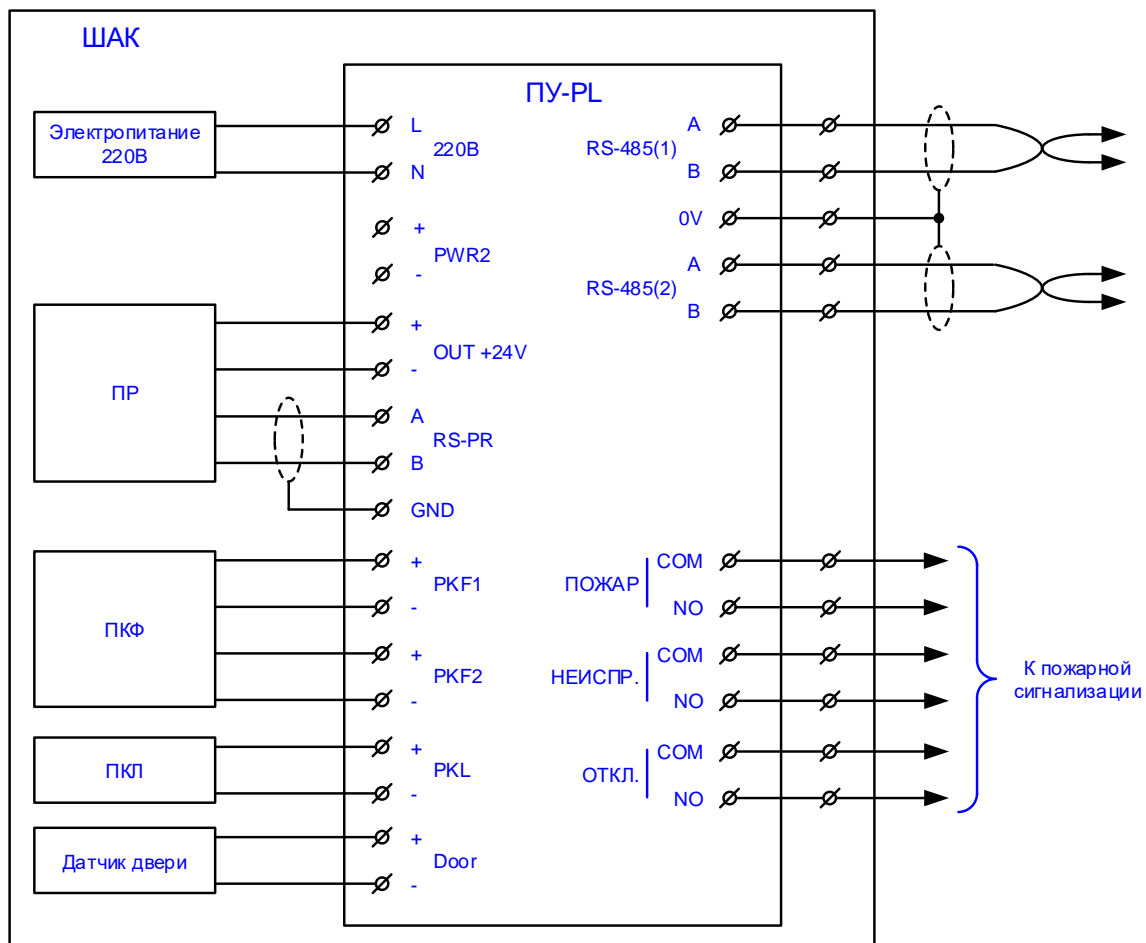 ШАК
ПУ-PL
Электропитание
220В
L
220В
N
+
PWR2
-
ПР
+
OUT +24V
-
A
RS-PR
B
GND
ПКФ
+
PKF1
-
+
PKF2
-
ПКЛ
+
PKL
-
Датчик двери
+
Door
-
A
RS-485(1)
B
0V
A
RS-485(2)
B
COM
ПОЖАР
NO
COM
НЕИСПР.
NO
COM
ОТКЛ.
NO
К пожарной
сигнализации